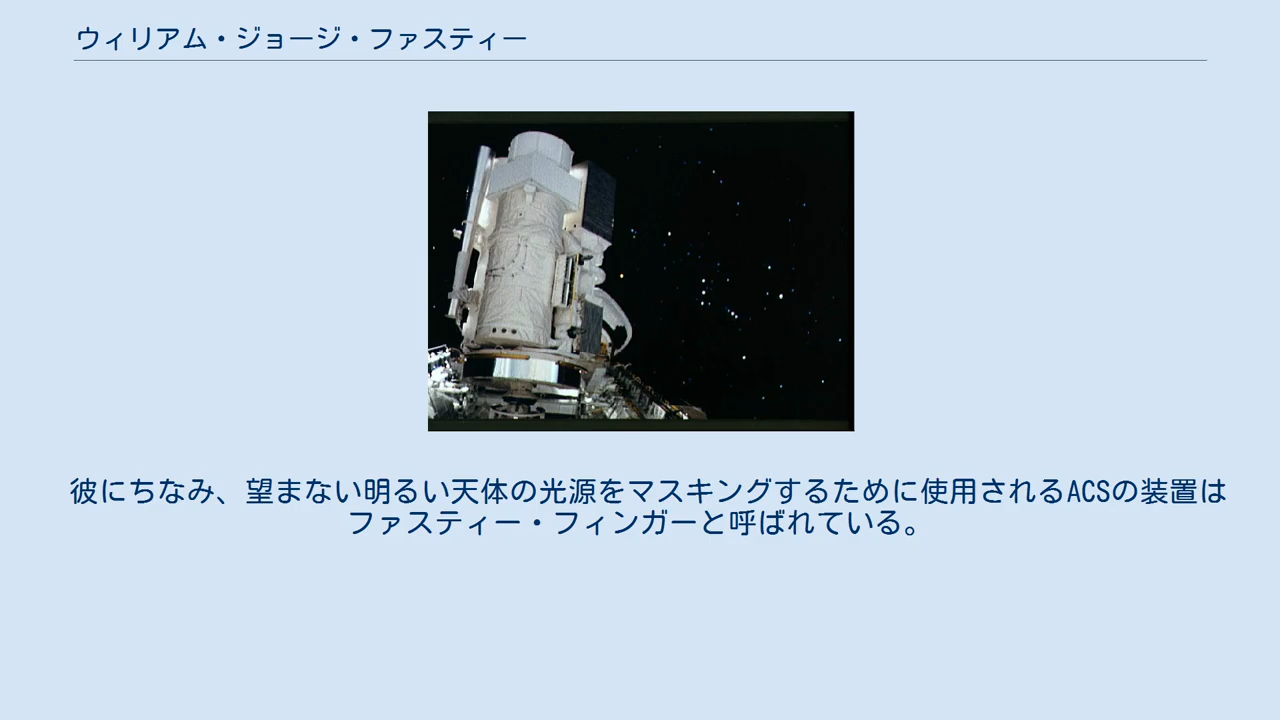 ウィリアム・ジョージ・ファスティー
彼にちなみ、望まない明るい天体の光源をマスキングするために使用されるACSの装置は
ファスティー・フィンガーと呼ばれている。